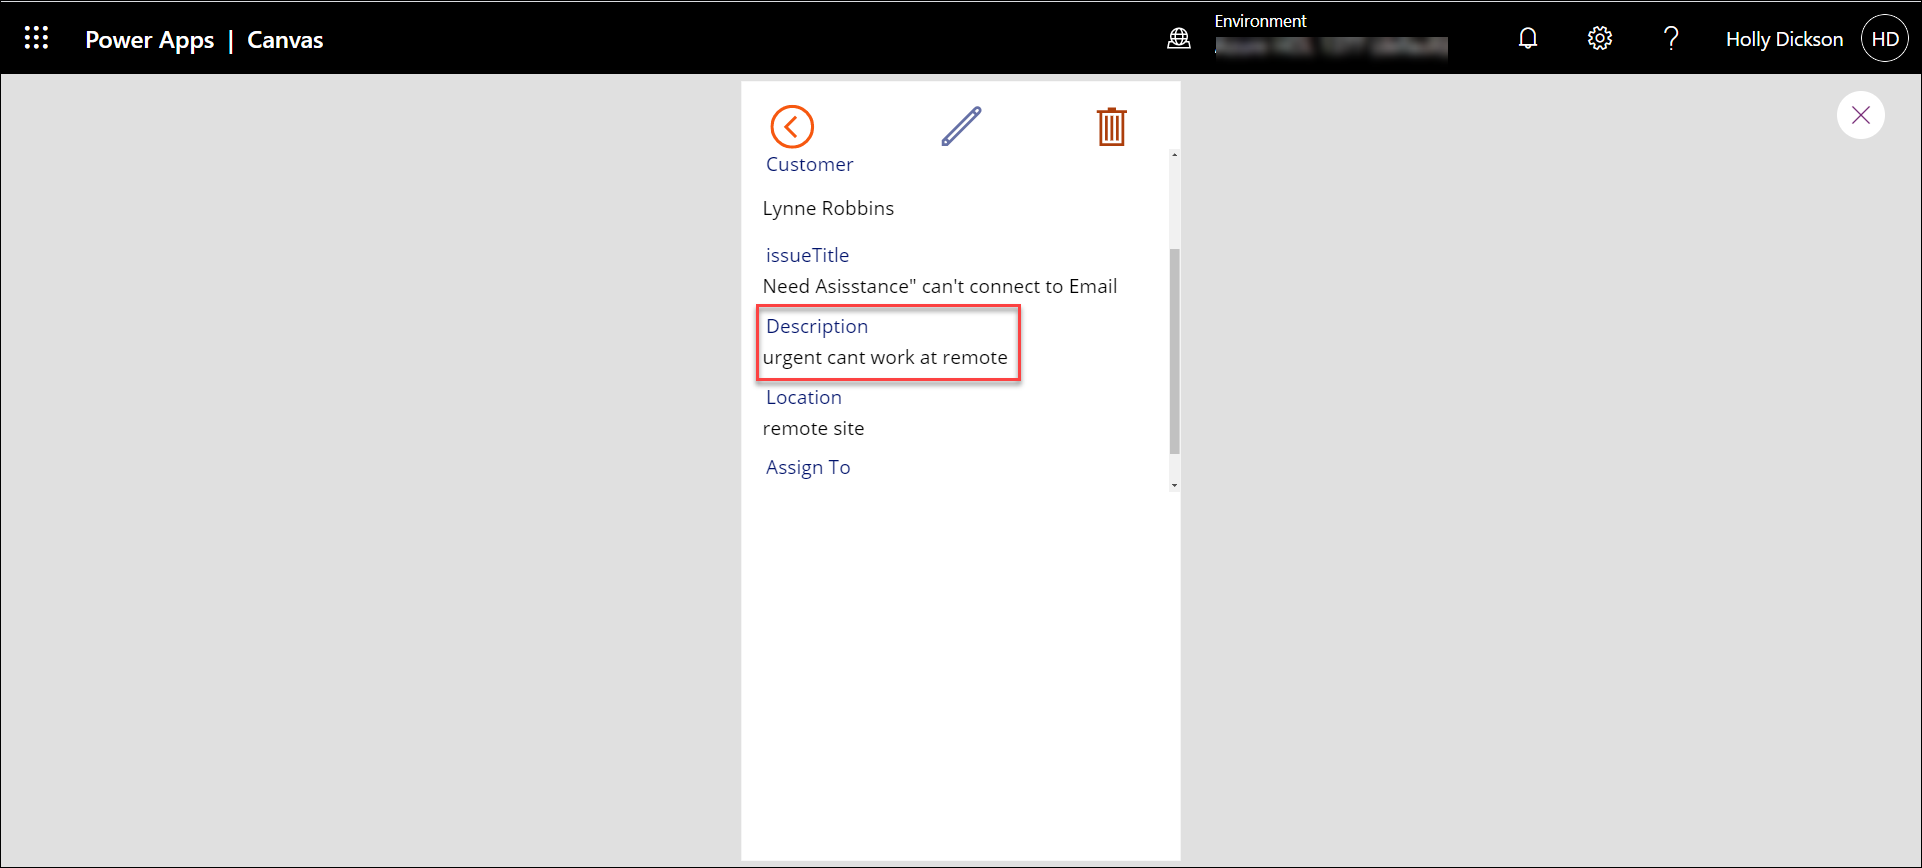 Power Apps | Canvas
Environment
Holly Dickson
HD
Customer
Lynne Robbins
issueTitle
Need Asisstance" can't connect to Email
Description
urgent cant work at remote
Location
remote site
Assign To